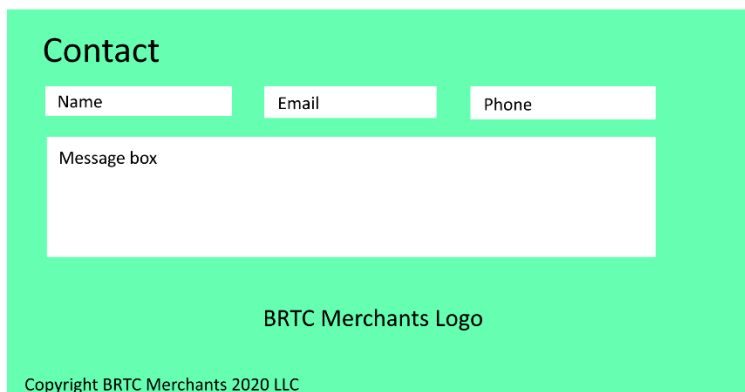 Contact
Name Email Phone
Message box
BRTC Merchants Logo
Copyright BRTC Merchants 2020 LLC